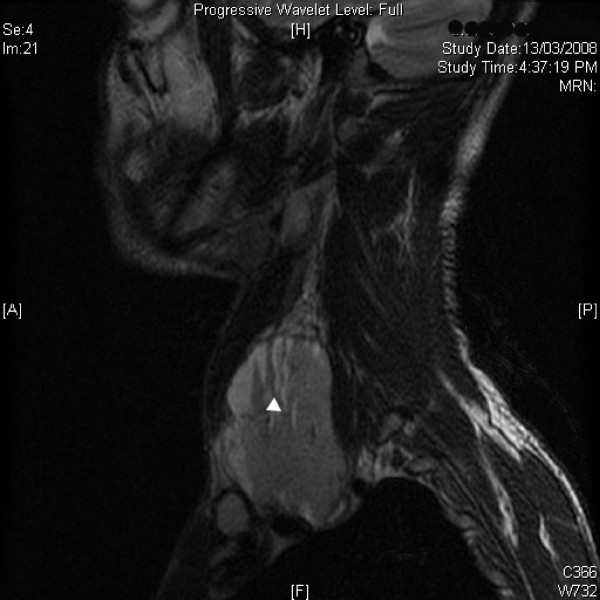 Progressive Wavelet Level: Full
[H]
Se:4
Im:21
Study Date:13/03/2008
Study Time:4:37:19 PM
MRN:
[A]
[P]
[F]
C366
W732